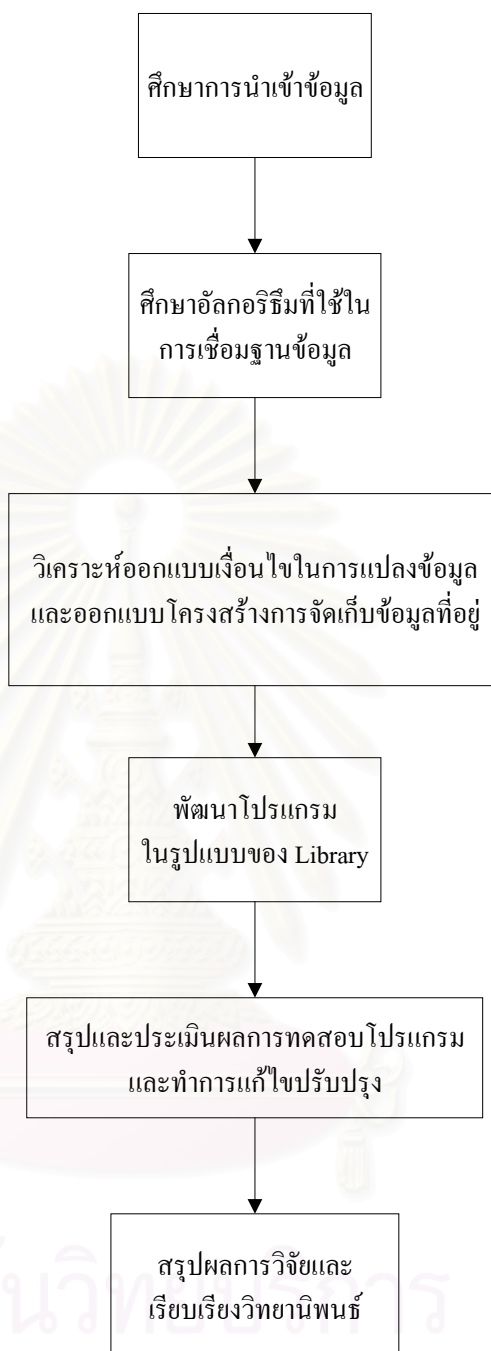 ศึกษาการนำเข้าข้อมูล
ศึกษาอัลกอริธึมที่ใช้ใน
การเชื่อมฐานข้อมูล
วิเคราะห์ออกแบบเงื่อนไขในการแปลงข้อมูล
และออกแบบโครงสร้างการจัดเก็บข้อมูลที่อยู่
พัฒนาโปรแกรม
ในรูปแบบของ Library
สรุปและประเมินผลการทดสอบโปรแกรม
และทำการแก้ไขปรับปรุง
สรุปผลการวิจัยและ
เรียบเรียงวิทยานิพนธ์